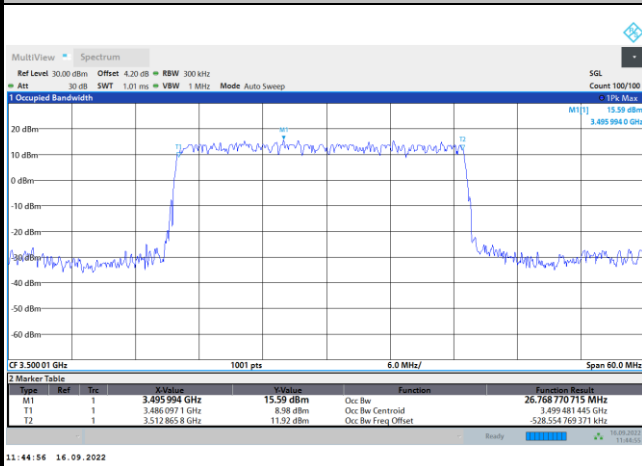 MultiView Spectrum
Ref Level 30.00 dBm Offset 4.20 dB RBW 300 kHz SGL
Att 30 dB SWT 1.01 ms VBW 1 MHz Mode Auto Sweep Count 100/100
1 Occupied Bandwidth 1Pk Max
M1[1] 15.59 dBm
3.495 994 0 GHz
20 dBm
M1
T1
T2
10 dBm
0 dBm
-10 dBm
-20 dBm
-30 dBm
-40 dBm
-50 dBm
-60 dBm
CF 3.500 01 GHz 1001 pts 6.0 MHz/ Span 60.0 MHz
2 Marker Table
Type Ref Trc X-Value Y-Value Function Function Result
M1 1 3.495 994 GHz 15.59 dBm Occ Bw 26.768 770 715 MHz
T1 1 3.486 097 1 GHz 8.98 dBm Occ Bw Centroid 3.499 481 445 GHz
T2 1 3.512 865 8 GHz 11.92 dBm Occ Bw Freq Offset -528.554 769 371 kHz
Ready 16.09.2022
11:44:55
11:44:56 16.09.2022